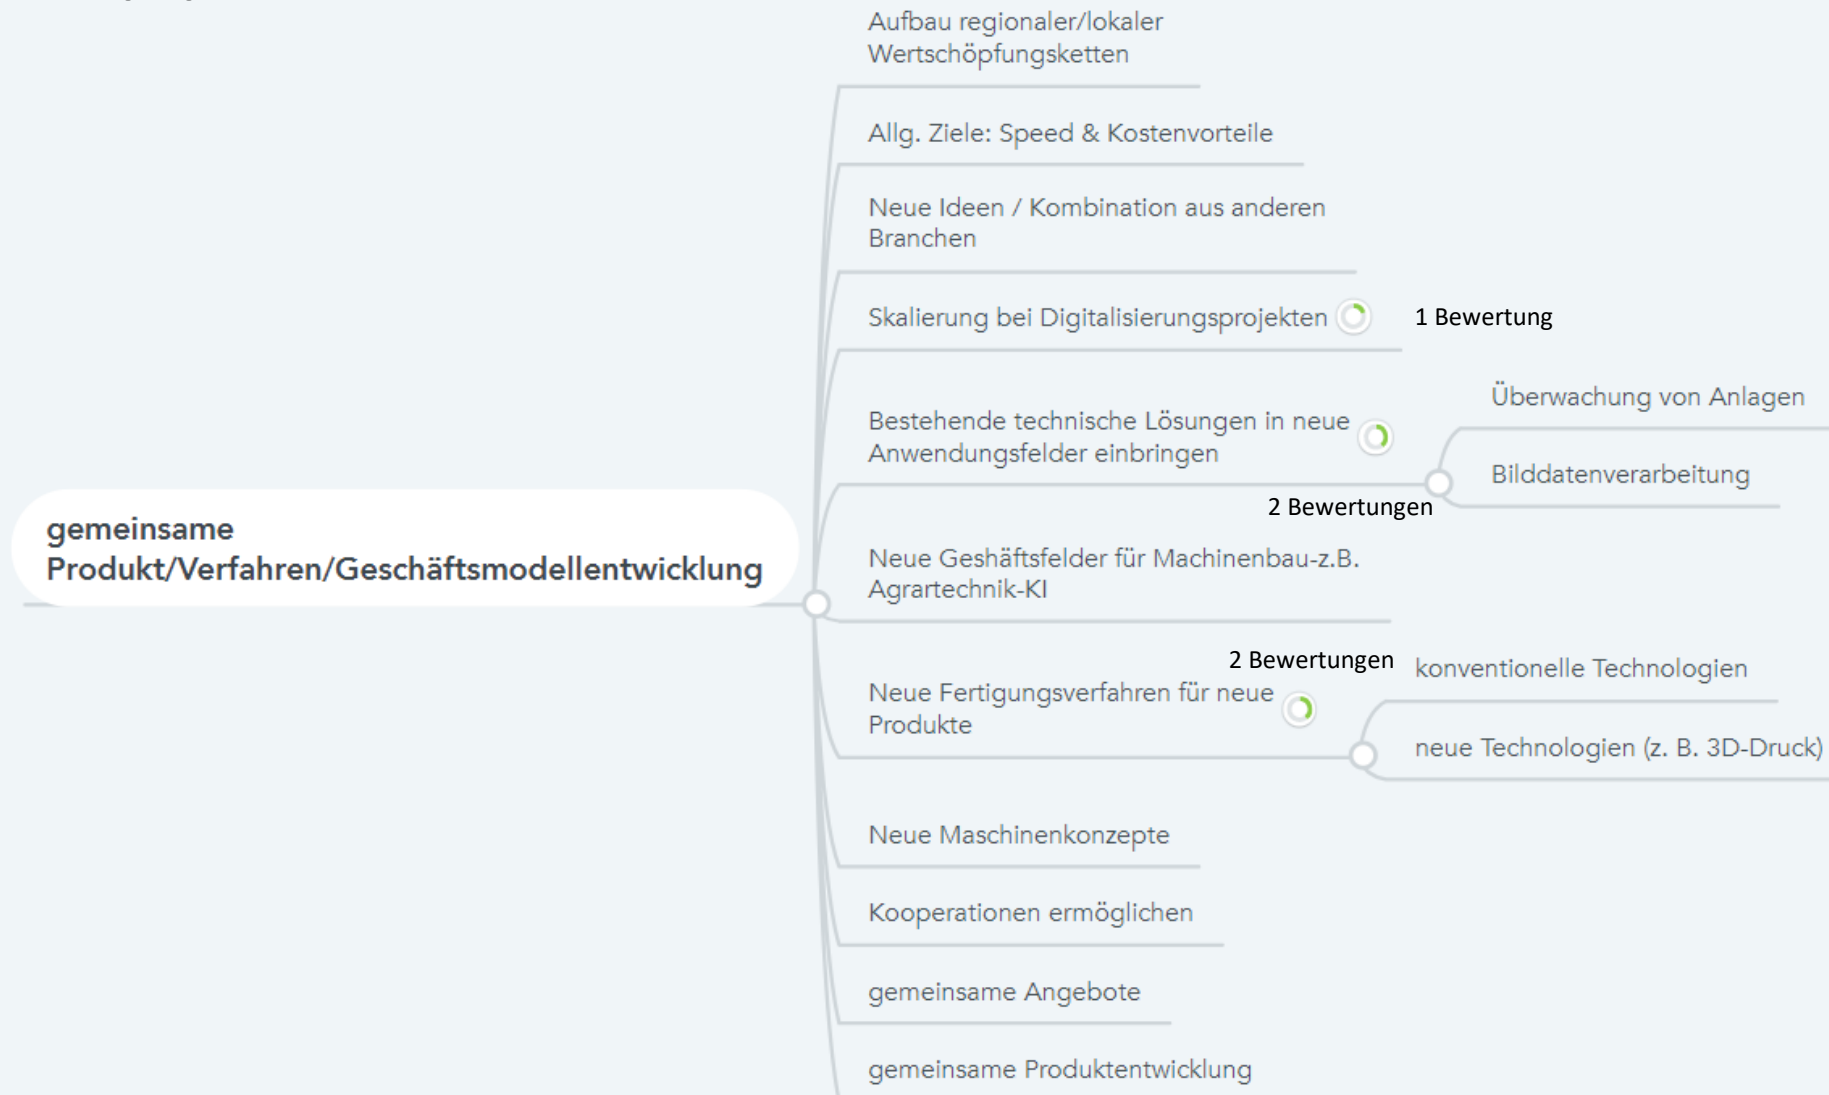 Aufbau regionaler/lokaler
Wertschöpfungsketten
Allg. Ziele: Speed & Kostenvorteile
Neue Ideen / Kombination aus anderen
Branchen
Skalierung bei Digitalisierungsprojekten
1 Bewertung
Bestehende technische Lösungen in neue
Anwendungsfelder einbringen
2 Bewertungen
Überwachung von Anlagen
Bilddatenverarbeitung
gemeinsame
Produkt/Verfahren/Geschäftsmodellentwicklung
Neue Geshäftsfelder für Machinenbau-z.B.
Agrartechnik-KI
2 Bewertungen
Neue Fertigungsverfahren für neue
Produkte
konventionelle Technologien
neue Technologien (z. B. 3D-Druck)
Neue Maschinenkonzepte
Kooperationen ermöglichen
gemeinsame Angebote
gemeinsame Produktentwicklung